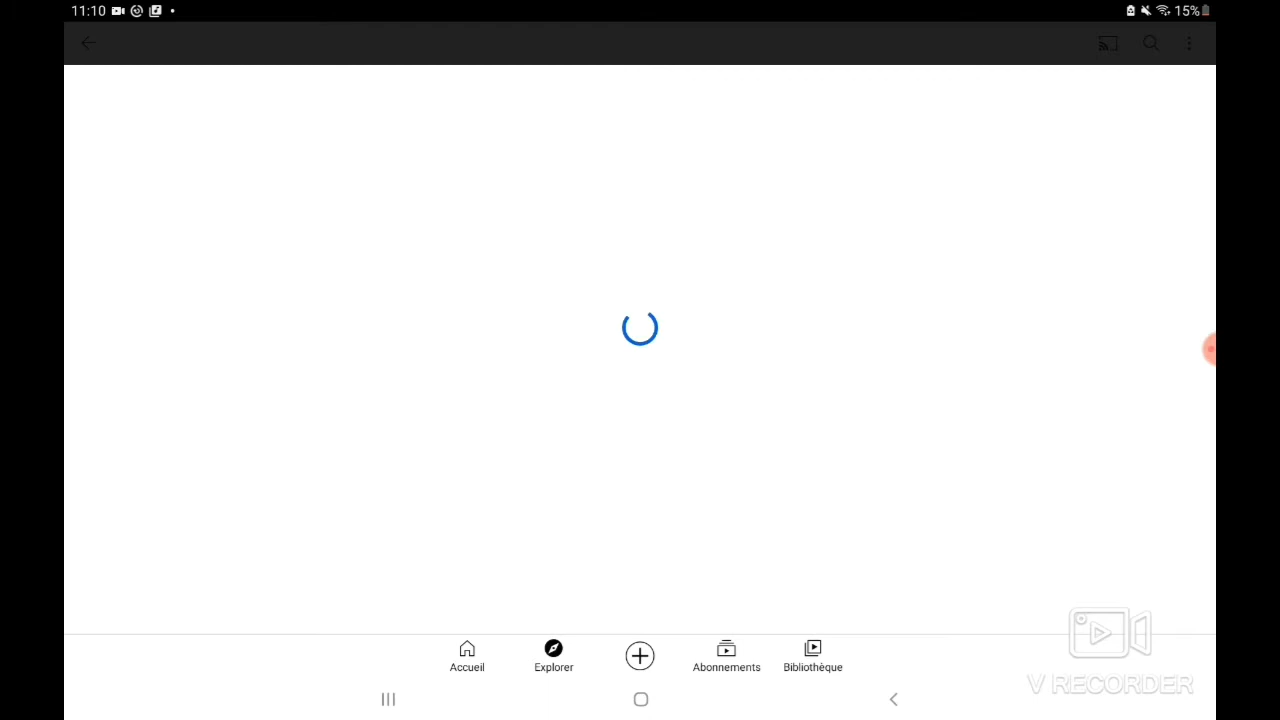 11:10
15%
Accueil
Explorer
Abonnements
Bibliothèque
V RECORDER